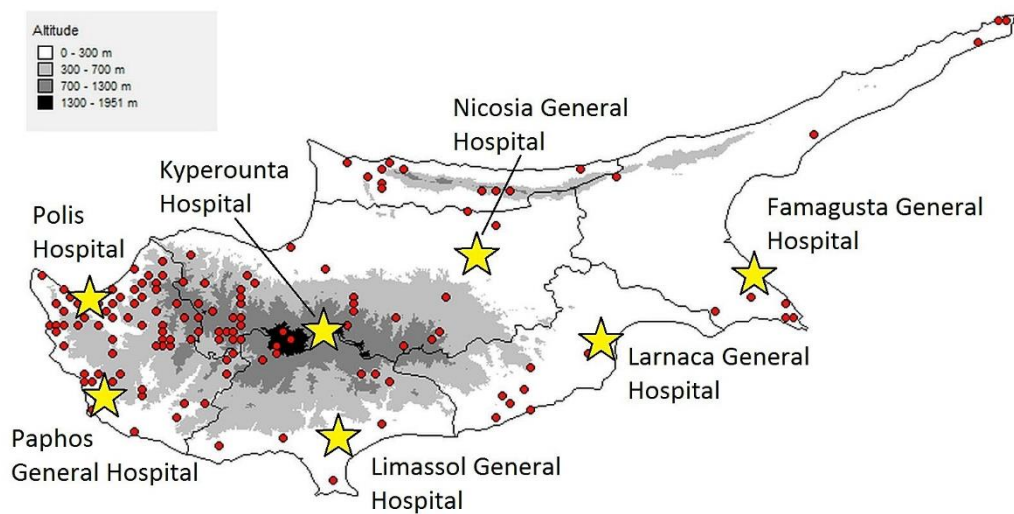 Altitude
0 - 300 m
300 - 700 m
700 - 1300 m
1300 - 1951 m
Nicosia General
Hospital
Kyperounta
Hospital
Polis
Hospital
Famagusta General
Hospital
Larnaca General
Hospital
Paphos
General Hospital
Limassol General
Hospital